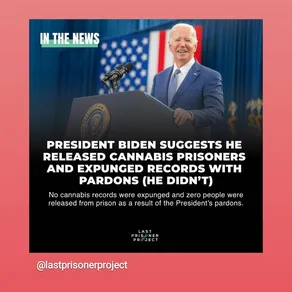 IN THE NEWS
PRESIDENT BIDEN SUGGESTS HE
RELEASED CANNABIS PRISONERS
AND EXPUNGED RECORDS WITH
PARDONS (HE DIDN'T)
No cannabis records were expunged and zero people were
released from prison as a result of the President's pardons.
LAST
PRISONER
PROJECT
@lastprisonerproject